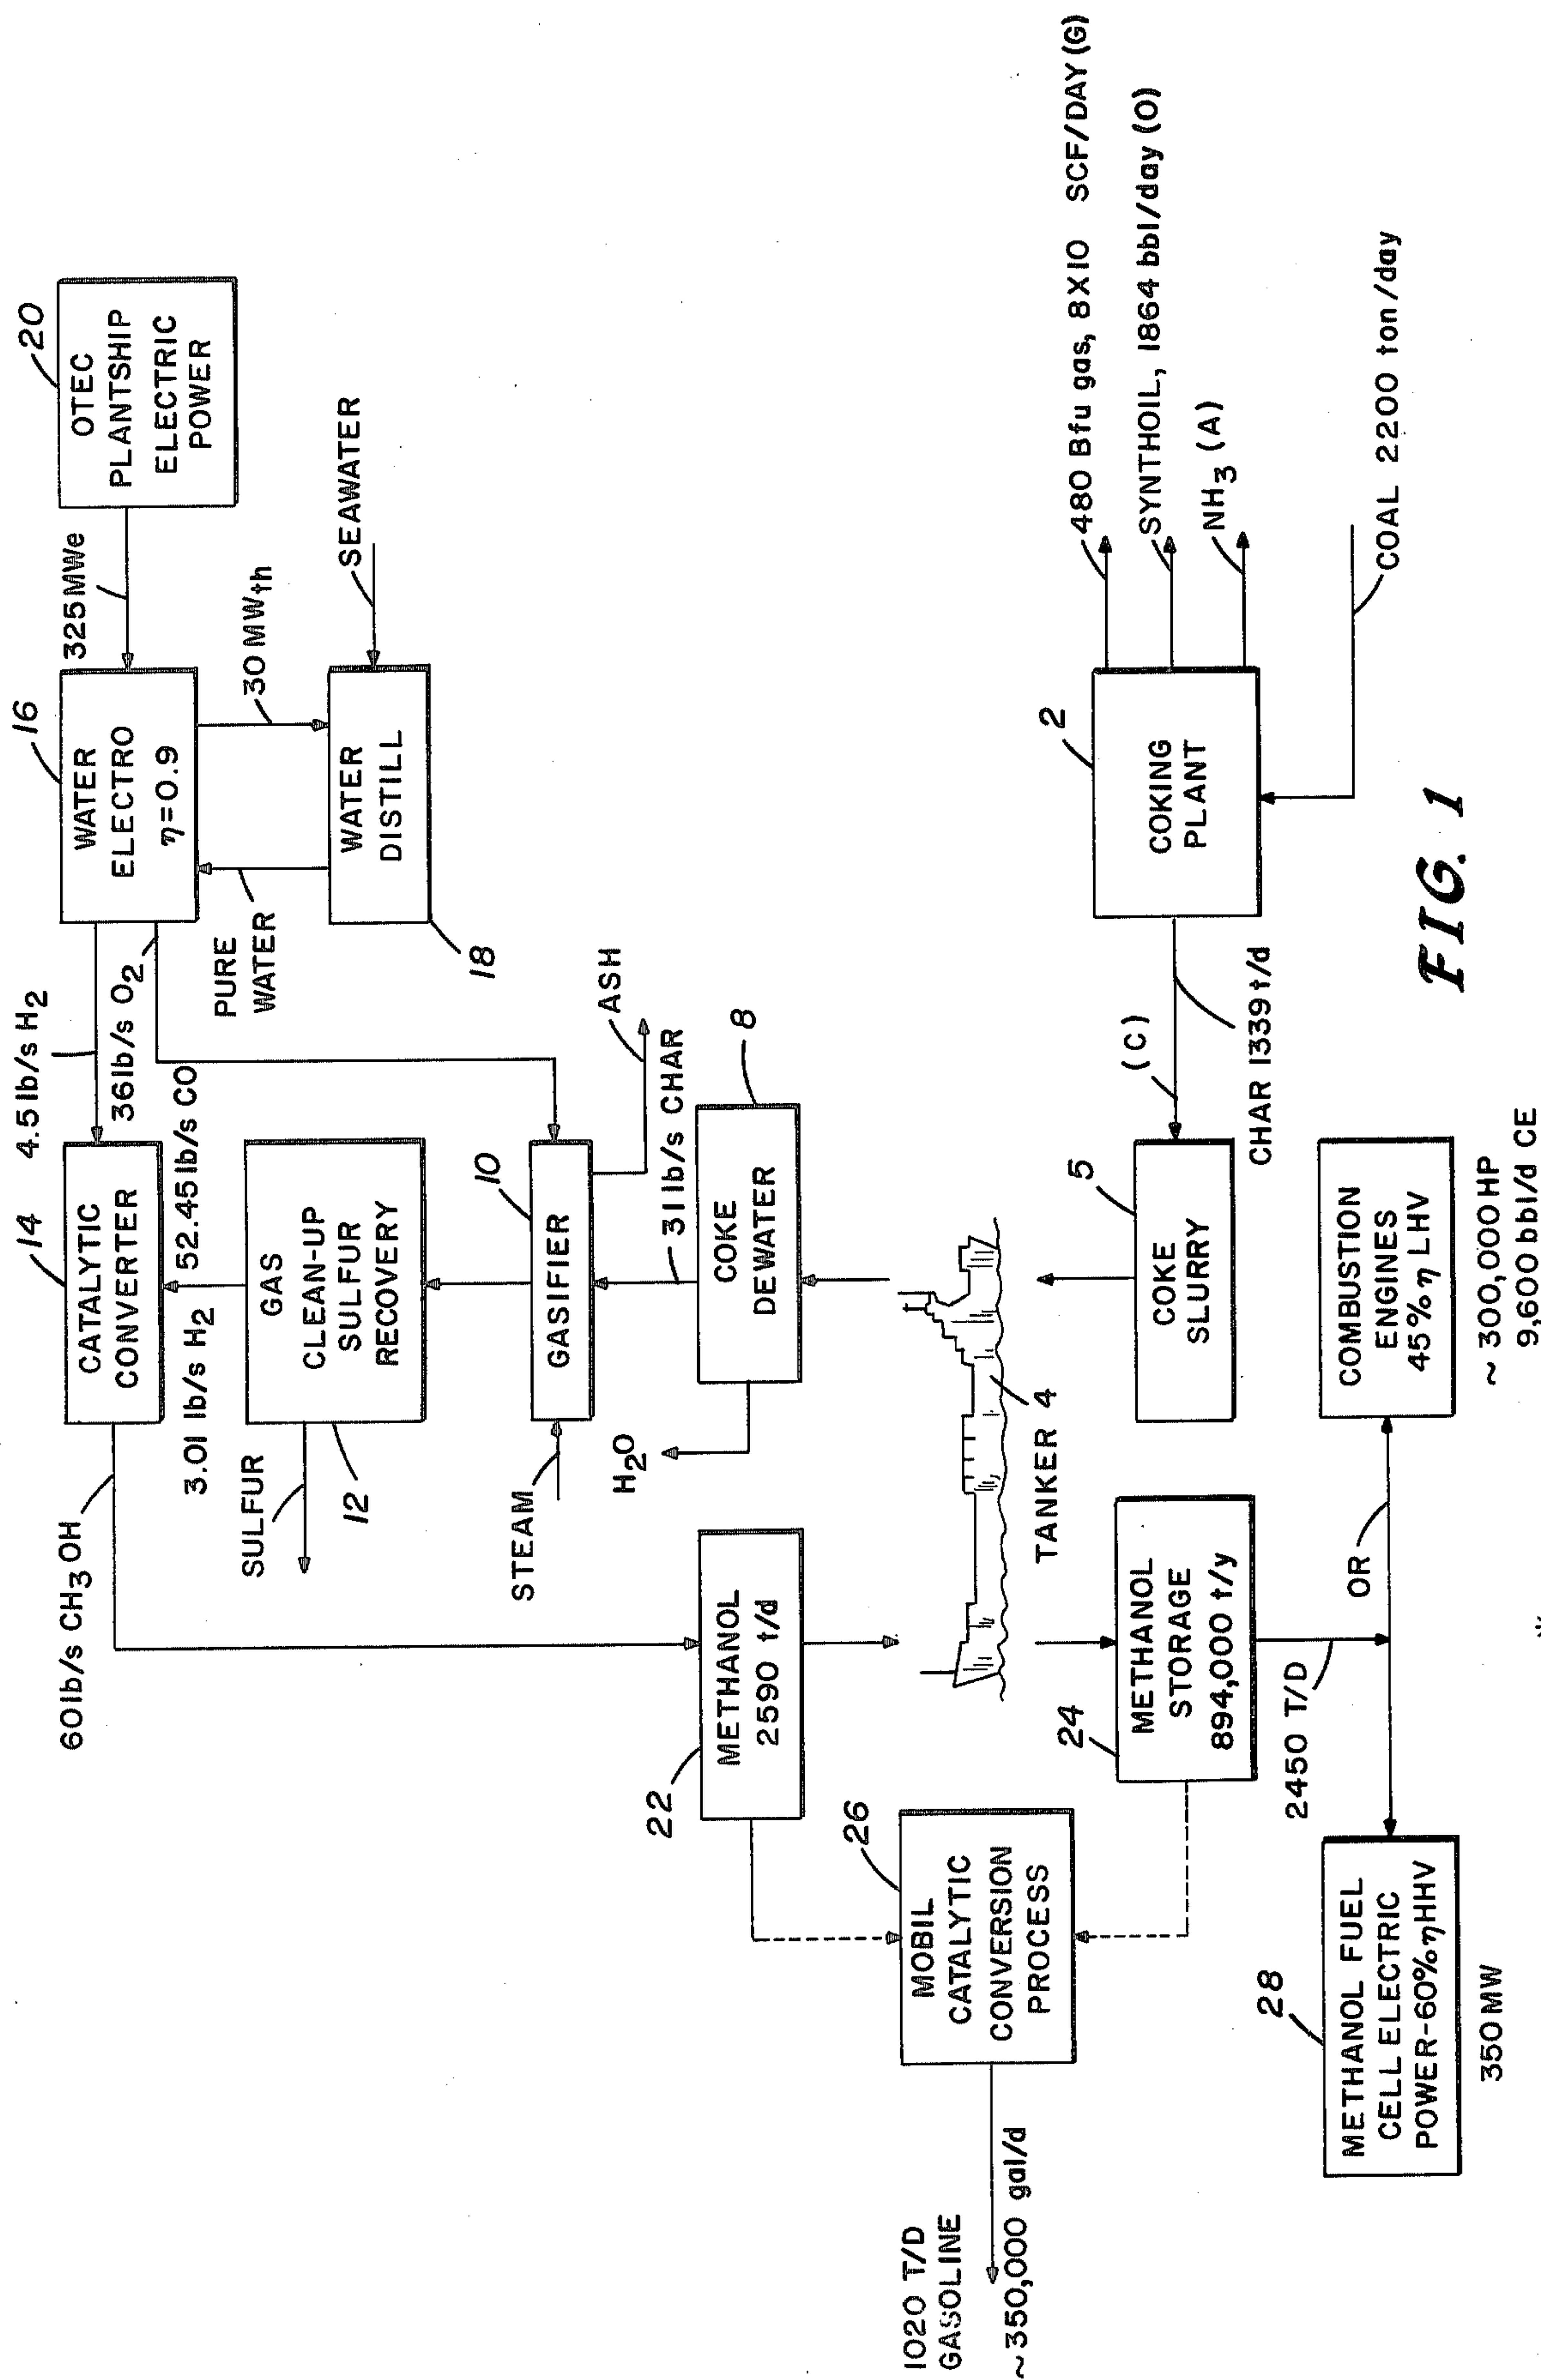 20
OTEC
PLANTSHIP
ELECTRIC
POWER
325 MWe
16
WATER
ELECTRO
η=0.9
30 MWth
SEAWATER
WATER
DISTILL
18
PURE
WATER
4.5 lb/s H2
36 lb/s O2
14
CATALYTIC
CONVERTER
52.45 lb/s CO
3.01 lb/s H2
GAS
CLEAN-UP
SULFUR
RECOVERY
12
SULFUR
10
GASIFIER
ASH
STEAM
31 lb/s CHAR
8
COKE
DEWATER
H2O
60 lb/s CH3OH
22
METHANOL
2590 t/d
TANKER 4
5
COKE
SLURRY
(C)
CHAR 1339 t/d
2
COKING
PLANT
480 Bfu gas, 8X10 SCF/DAY (G)
SYNTHOIL, 1864 bbl/day (O)
NH3 (A)
COAL 2200 ton/day
24
METHANOL
STORAGE
894,000 t/y
26
MOBIL
CATALYTIC
CONVERSION
PROCESS
1020 T/D
GASOLINE
~350,000 gal/d
2450 T/D
OR
COMBUSTION
ENGINES
45% η LHV
~300,000 HP
9,600 bbl/d CE
28
METHANOL FUEL
CELL ELECTRIC
POWER-60% η HHV
350 MW
FIG. 1